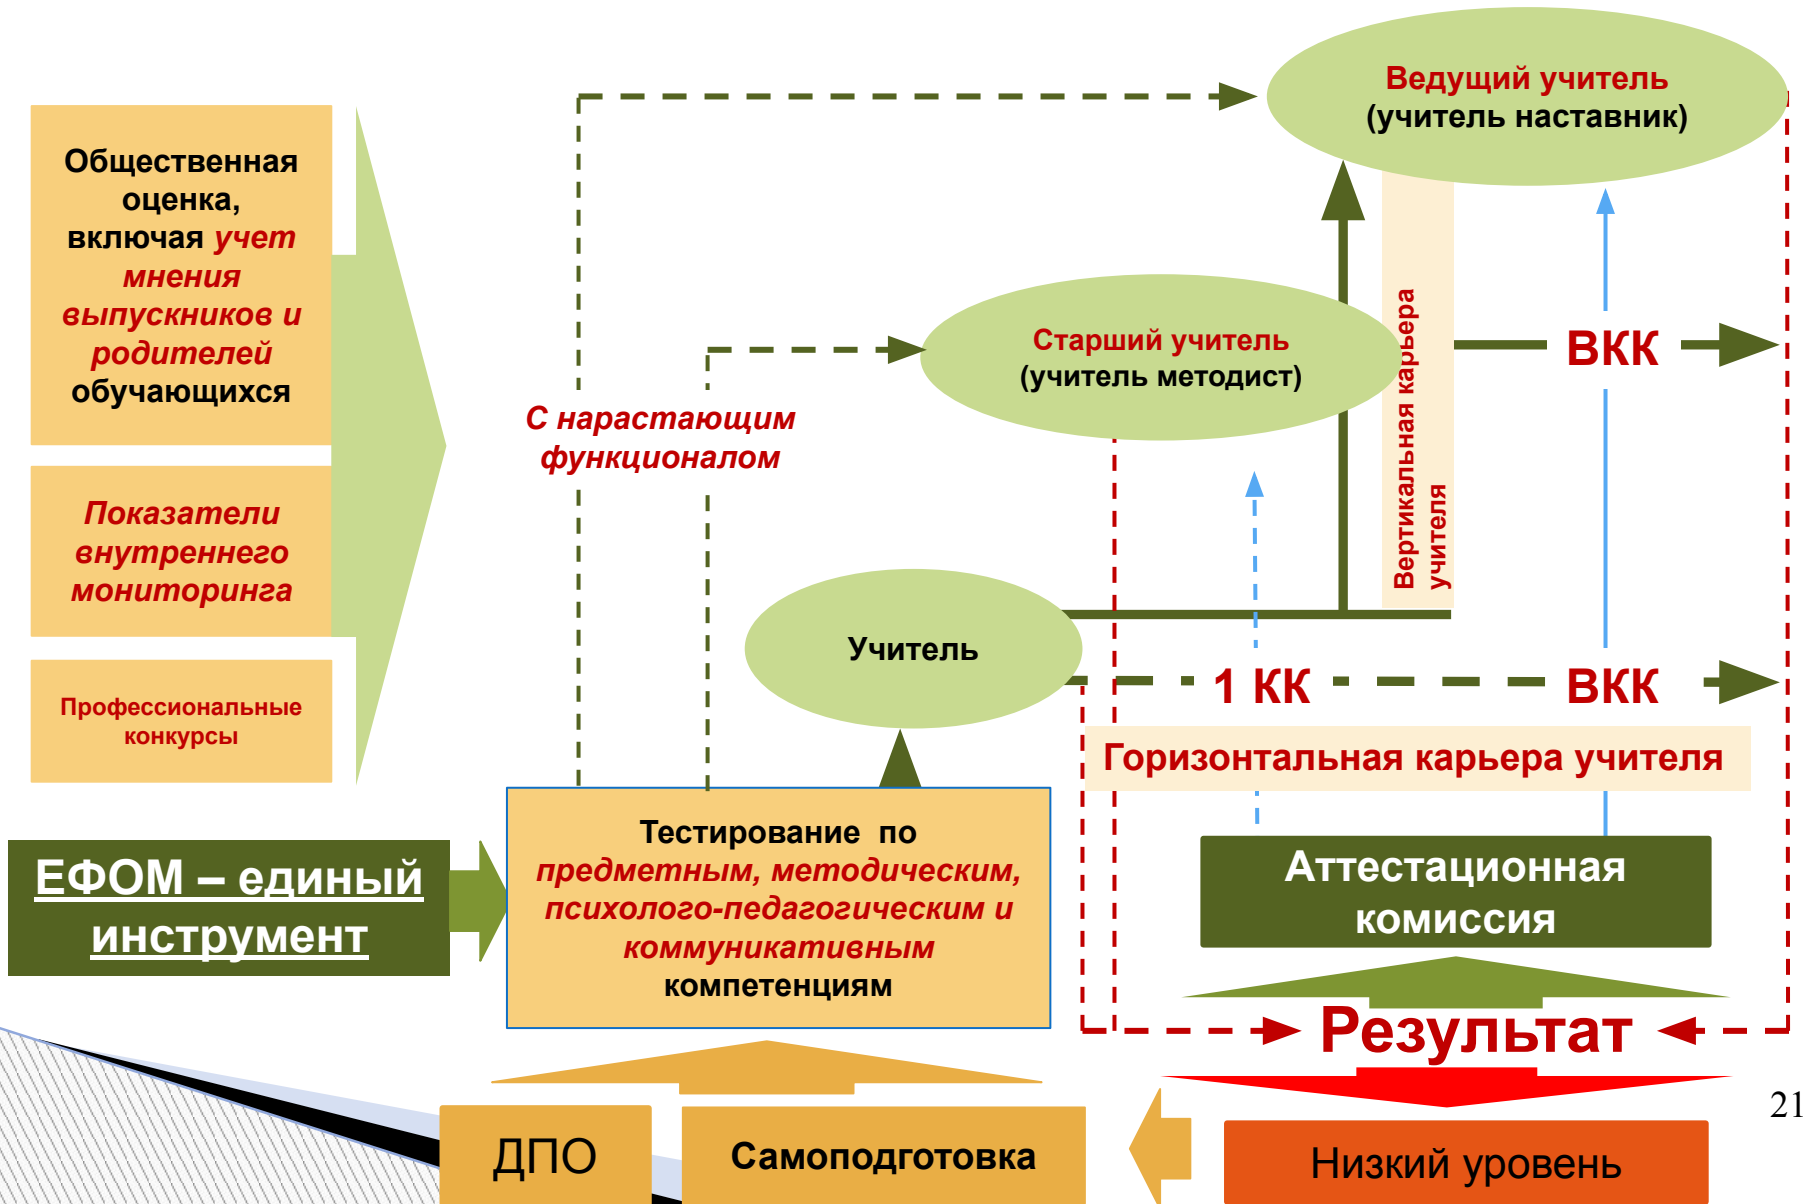 Ведущий учитель
(учитель наставник)
Общественная
оценка,
включая учет
мнения
выпускников и
родителей
обучающихся
Старший учитель
(учитель методист)
ВКК
Вертикальная карьера
учителя
С нарастающим
функционалом
Показатели
внутреннего
мониторинга
Учитель
1 КК
ВКК
Профессиональные
конкурсы
Горизонтальная карьера учителя
Тестирование по
предметным, методическим,
психолого-педагогическим и
коммуникативным
компетенциям
ЕФОМ – единый
инструмент
Аттестационная
комиссия
Результат
21
ДПО
Самоподготовка
Низкий уровень